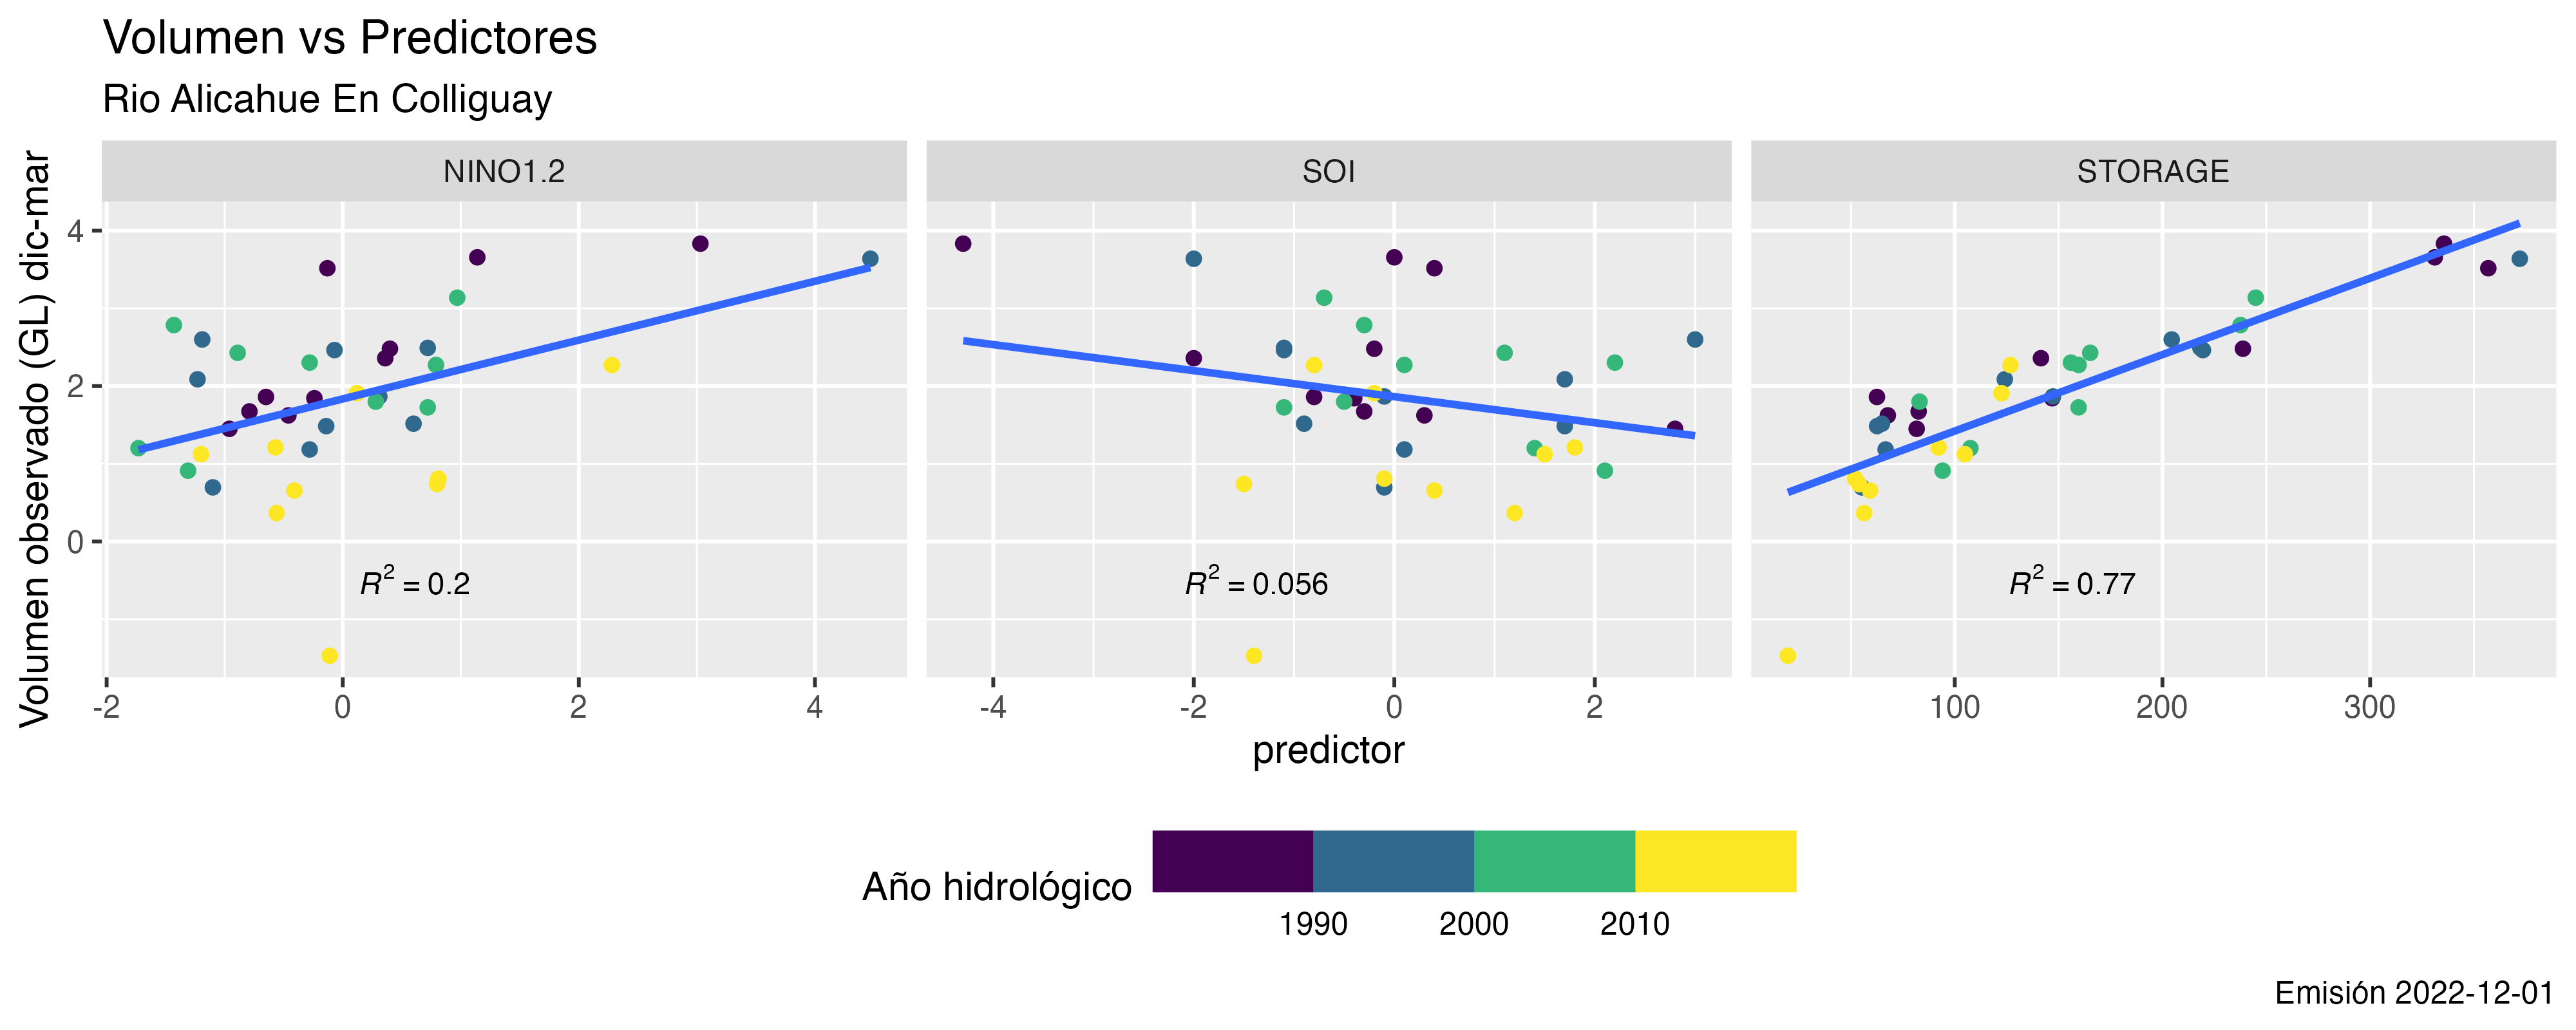 Volumen vs Predictores
Rio Alicahue En Colliguay
NINO1.2
SOI
STORAGE
Volumen observado (GL) dic-mar
4
2
0
R² = 0.2
R² = 0.056
R² = 0.77
-2 0 2 4
-4 -2 0 2
100 200 300
predictor
Año hidrológico
1990 2000 2010
Emisión 2022-12-01